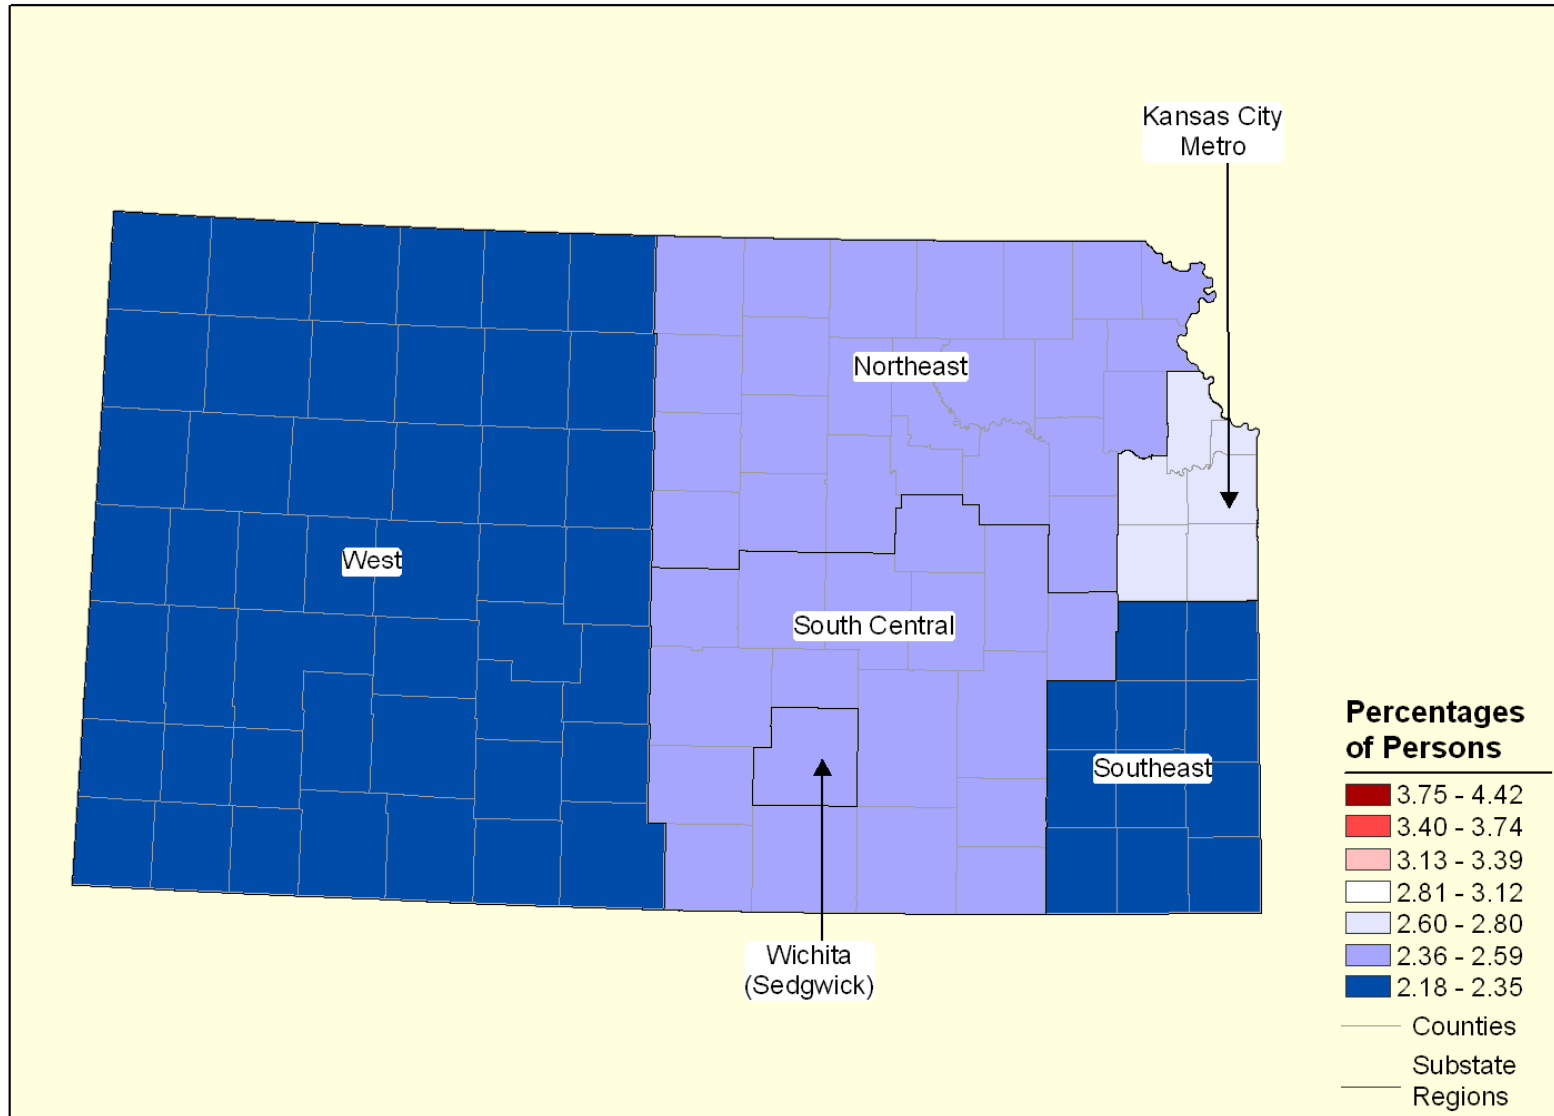 Kansas City
Metro
Northeast
West
South Central
Southeast
Wichita
(Sedgwick)
Percentages
of Persons
3.75 - 4.42
3.40 - 3.74
3.13 - 3.39
2.81 - 3.12
2.60 - 2.80
2.36 - 2.59
2.18 - 2.35
Counties
Substate
Regions